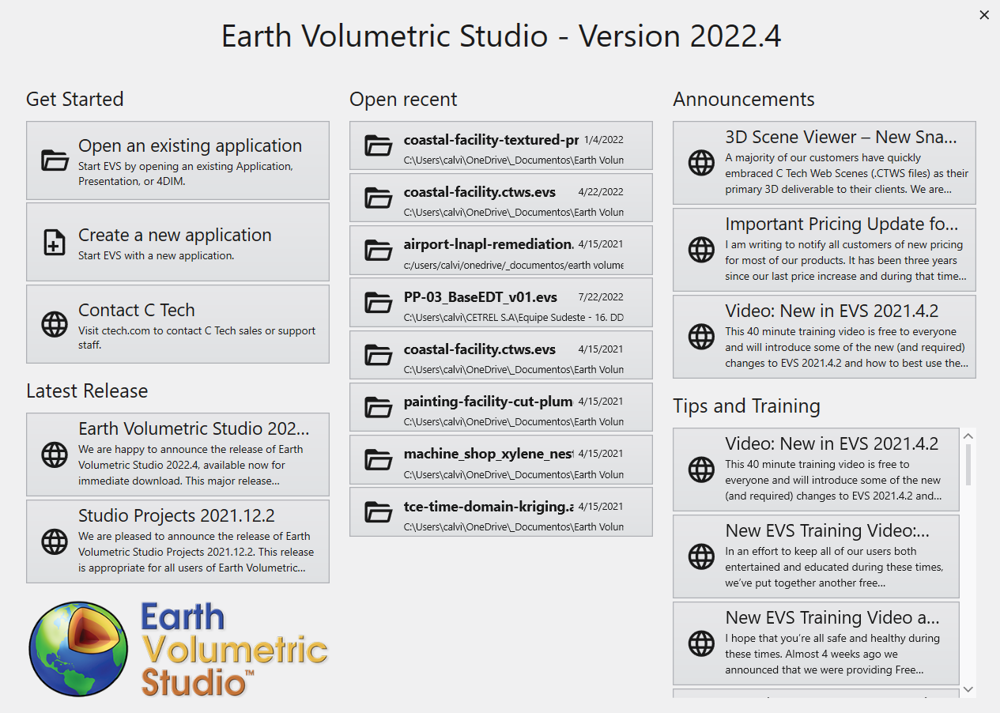 Earth Volumetric Studio - Version 2022.4
Get Started
Open an existing application
Start EVS by opening an existing Application,
Presentation, or 4DIM.
Create a new application
Start EVS with a new application.
Contact C Tech
Visit ctech.com to contact C Tech sales or support
staff.
Latest Release
Earth Volumetric Studio 202...
We are happy to announce the release of Earth
Volumetric Studio 2022.4, available now for
immediate download. This major release...
Studio Projects 2021.12.2
We are pleased to announce the release of Earth
Volumetric Studio Projects 2021.12.2. This release
is appropriate for all users of Earth Volumetric...
Earth
Volumetric
Studio™
Open recent
coastal-facility-textured-pr 1/4/2022
C:\Users\calvi\OneDrive\_Documentos\Earth Volum
coastal-facility.ctws.evs 4/22/2022
C:\Users\calvi\OneDrive\_Documentos\Earth Volum
airport-lnapl-remediation. 4/15/2021
c:/users/calvi/onedrive/_documentos/earth volume
PP-03_BaseEDT_v01.evs 7/22/2022
C:\Users\calvi\CETREL S.A\Equipe Sudeste - 16. DD
coastal-facility.ctws.evs 4/15/2021
C:\Users\calvi\OneDrive\_Documentos\Earth Volum
painting-facility-cut-plum 4/15/2021
C:\Users\calvi\OneDrive\_Documentos\Earth Volum
machine_shop_xylene_nest 4/15/2021
C:\Users\calvi\OneDrive\_Documentos\Earth Volum
tce-time-domain-kriging.a 4/15/2021
C:\Users\calvi\OneDrive\_Documentos\Earth Volum
Announcements
3D Scene Viewer – New Sna...
A majority of our customers have quickly
embraced C Tech Web Scenes (.CTWS files) as their
primary 3D deliverable to their clients. We are...
Important Pricing Update fo...
I am writing to notify all customers of new pricing
for most of our products. It has been three years
since our last price increase and during that time...
Video: New in EVS 2021.4.2
This 40 minute training video is free to everyone
and will introduce some of the new (and required)
changes to EVS 2021.4.2 and how to best use the...
Tips and Training
Video: New in EVS 2021.4.2
This 40 minute training video is free to
everyone and will introduce some of the new
(and required) changes to EVS 2021.4.2 and...
New EVS Training Video:...
In an effort to keep all of our users both
entertained and educated during these times,
we've put together another free...
New EVS Training Video a...
I hope that you're all safe and healthy during
these times. Almost 4 weeks ago we
announced that we were providing Free...